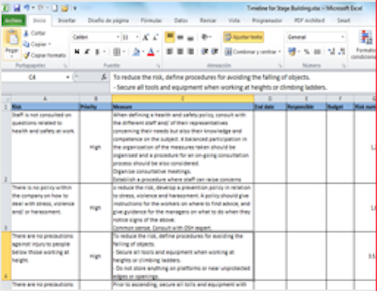 Timeline for Stage Building.xlsx - Microsoft Excel
Archivo Inicio Insertar Diseño de página Fórmulas Datos Revisar Vista Programador PDF Architect Smart
Pegar
Cortar
Copiar
Copiar formato
Portapapeles
Calibri
Fuente
Ajustar texto
Combinar y centrar
Alineación
General
Número
C4
To reduce the risk, define procedures for avoiding the falling of objects.
- Secure all tools and equipment when working at heights or climbing ladders.
Risk Priority Measure End date Responsible Budget
Staff is not consulted on
questions related to
health and safety at work.
High
When defining a health and safety policy, consult with
the different staff and/ of their representatives
concerning their needs but also their knowledge and
competence on the subject. A balanced participation in
the organization of the measures taken should be
organised and a procedure for an on-going consultation
process should be also considered.
Organise consultative meetings.
Establish a procedure where staff can raise concerns
There is no policy within
the company on how to
deal with stress, violence
and/ or harassment.
High
o reduce the risk, develop a prevention policy in relation
to stress, violence and harassment. A policy should give
instructions for the workers on where to find advice, and
give guidance for the managers on what to do when they
notice signs of the above.
Common sense. Consult with OSH expert.
There are no precautions
against injury to people
below those working at
height.
High
To reduce the risk, define procedures for avoiding the
falling of objects.
- Secure all tools and equipment when working at
heights or climbing ladders.
- Do not store anything on platforms or near unprotected
edges or openings.
There are no precautions
Prior to ascending, secure all tolls and equipment with